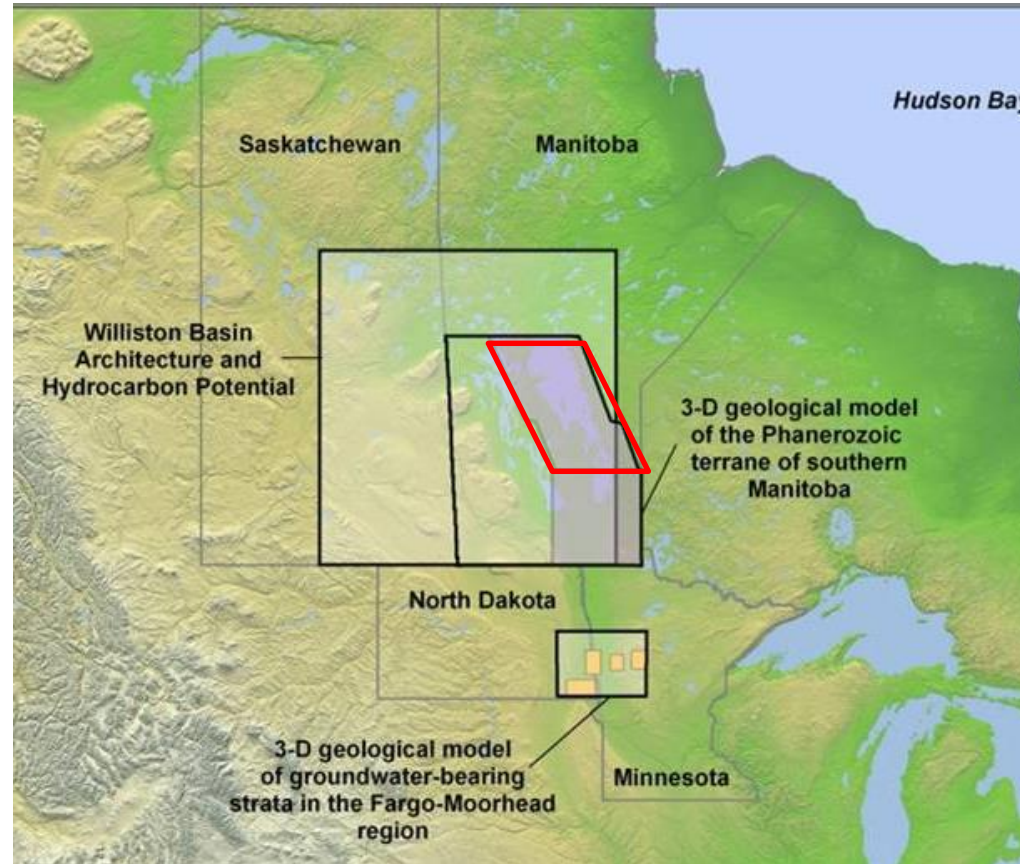 Hudson Bay
Saskatchewan
Manitoba
Williston Basin
Architecture and
Hydrocarbon Potential
3-D geological model
of the Phanerozoic
terrane of southern
Manitoba
North Dakota
3-D geological model
of groundwater-bearing
strata in the Fargo-Moorhead
region
Minnesota